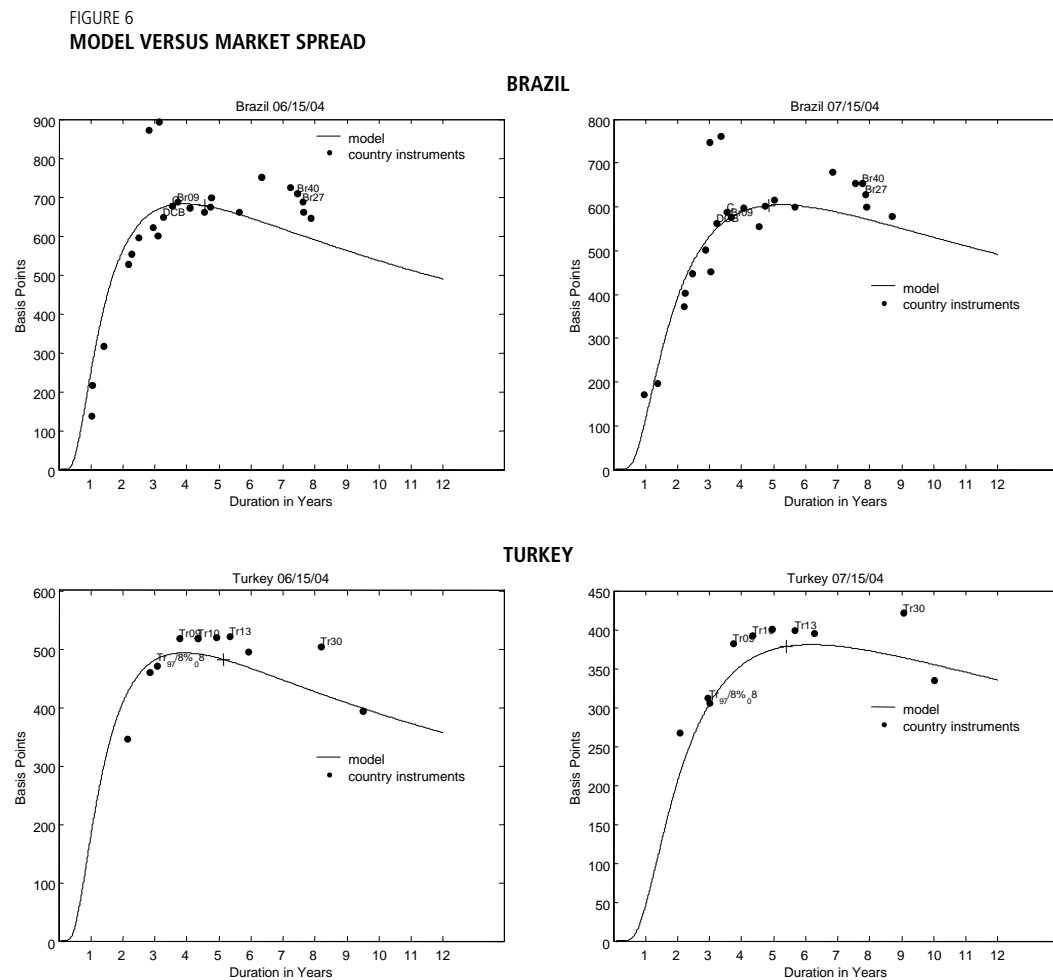 FIGURE 6
MODEL VERSUS MARKET SPREAD
BRAZIL
Brazil 06/15/04
Basis Points
900
800
700
600
500
400
300
200
100
0
model
country instruments
Br09
C
DCB
Br40
Br27
1 2 3 4 5 6 7 8 9 10 11 12
Duration in Years
Brazil 07/15/04
Basis Points
800
700
600
500
400
300
200
100
0
C
Br09
DCB
Br40
Br27
model
country instruments
1 2 3 4 5 6 7 8 9 10 11 12
Duration in Years
TURKEY
Turkey 06/15/04
Basis Points
600
500
400
300
200
100
0
Tr09
Tr10
Tr13
Tr30
Tr97/8%08
model
country instruments
1 2 3 4 5 6 7 8 9 10 11 12
Duration in Years
Turkey 07/15/04
Basis Points
450
400
350
300
250
200
150
100
50
0
Tr09
Tr10
Tr13
Tr30
Tr97/8%08
model
country instruments
1 2 3 4 5 6 7 8 9 10 11 12
Duration in Years